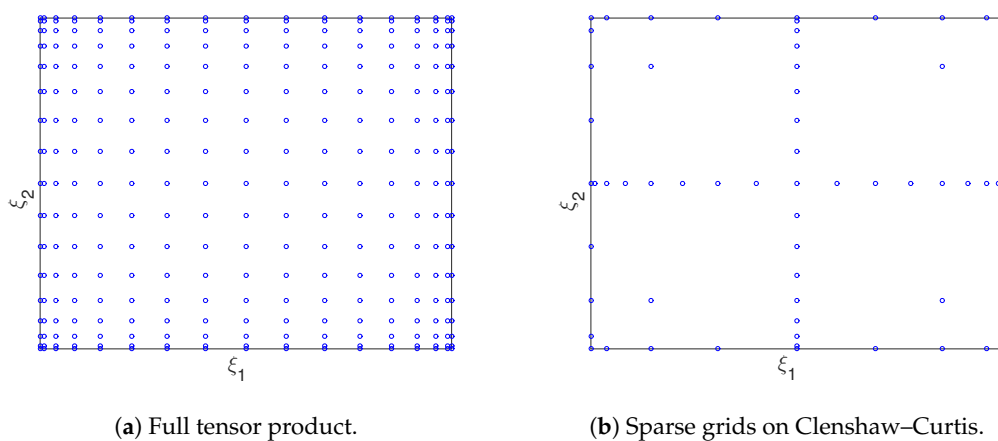 ξ2
ξ1
(a) Full tensor product.
ξ2
ξ1
(b) Sparse grids on Clenshaw–Curtis.